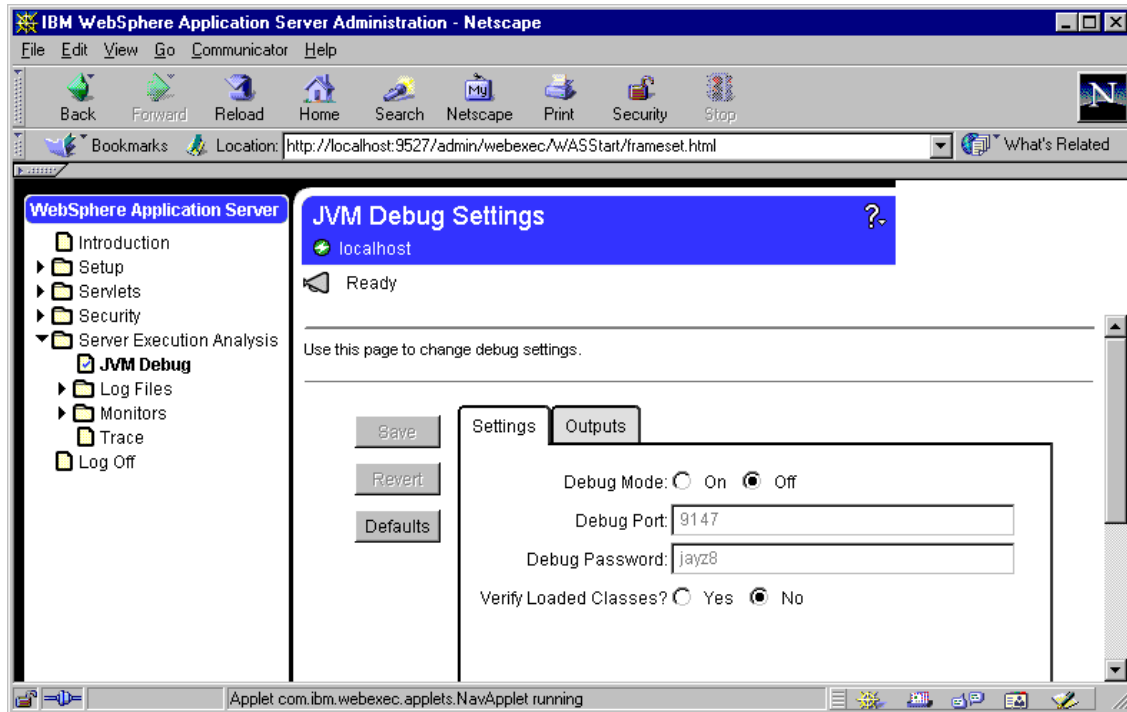 IBM WebSphere Application Server Administration - Netscape
File Edit View Go Communicator Help
Back Forward Reload Home Search Netscape Print Security Stop
My
N
Bookmarks Location: http://localhost:9527/admin/webexec/WASStart/frameset.html What's Related
WebSphere Application Server
Introduction
Setup
Servlets
Security
Server Execution Analysis
JVM Debug
Log Files
Monitors
Trace
Log Off
JVM Debug Settings
?
localhost
Ready
Use this page to change debug settings.
Save
Revert
Defaults
Settings Outputs
Debug Mode: On Off
Debug Port: 9147
Debug Password: jayz8
Verify Loaded Classes? Yes No
Applet com.ibm.webexec.applets.NavApplet running